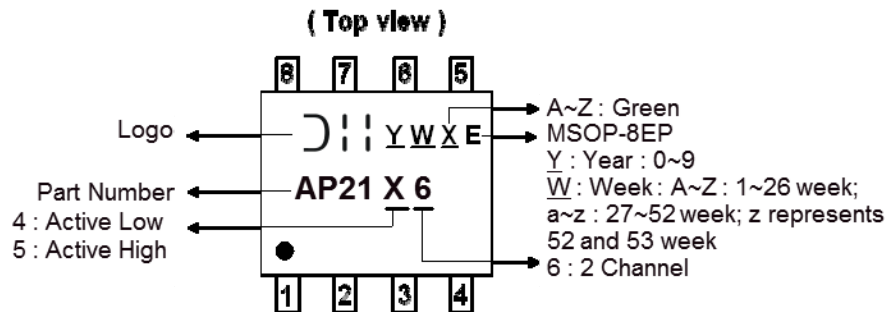 ( Top view )
8 7 6 5
Logo
Y W X E
A~Z : Green
MSOP-8EP
Y : Year : 0~9
W : Week : A~Z : 1~26 week;
a~z : 27~52 week; z represents
52 and 53 week
6 : 2 Channel
Part Number
AP21 X 6
4 : Active Low
5 : Active High
1 2 3 4